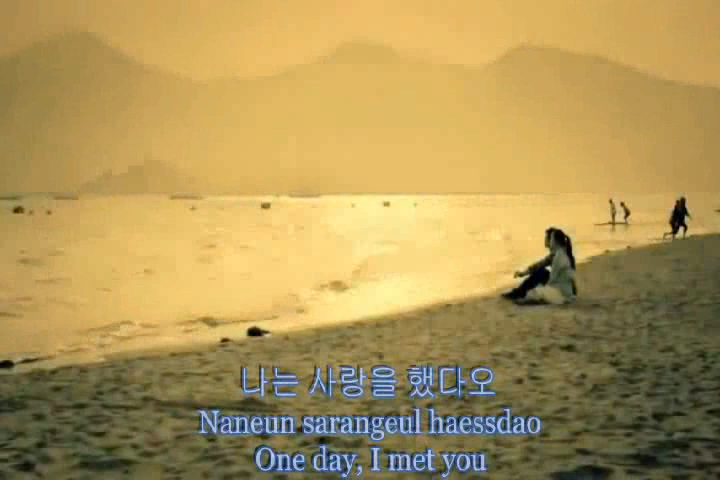 나는 사랑을 했다오
Naneun sarangeul haessdao
One day, I met you